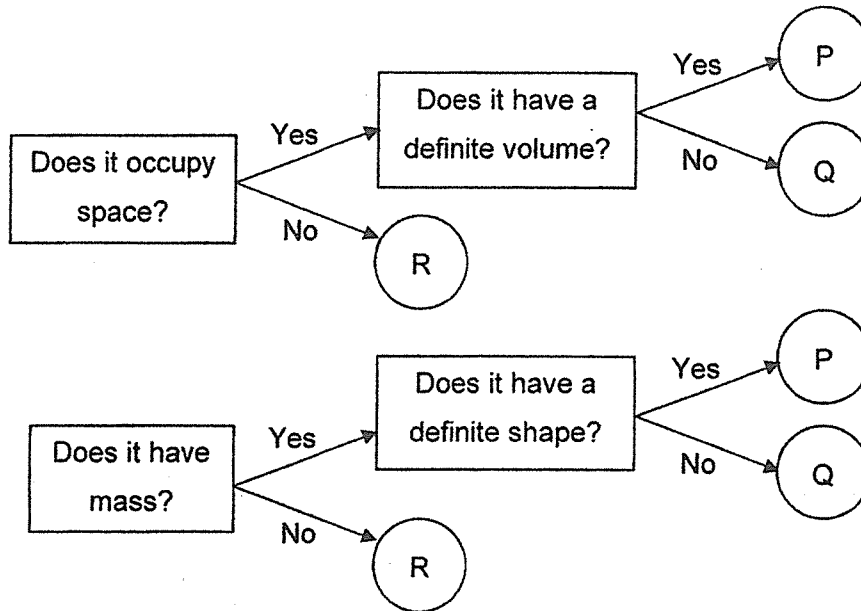 Yes
P
Does it have a
definite volume?
Yes
No
Q
Does it occupy
space?
No
R
Yes
P
Does it have a
definite shape?
Yes
No
Q
Does it have
mass?
No
R